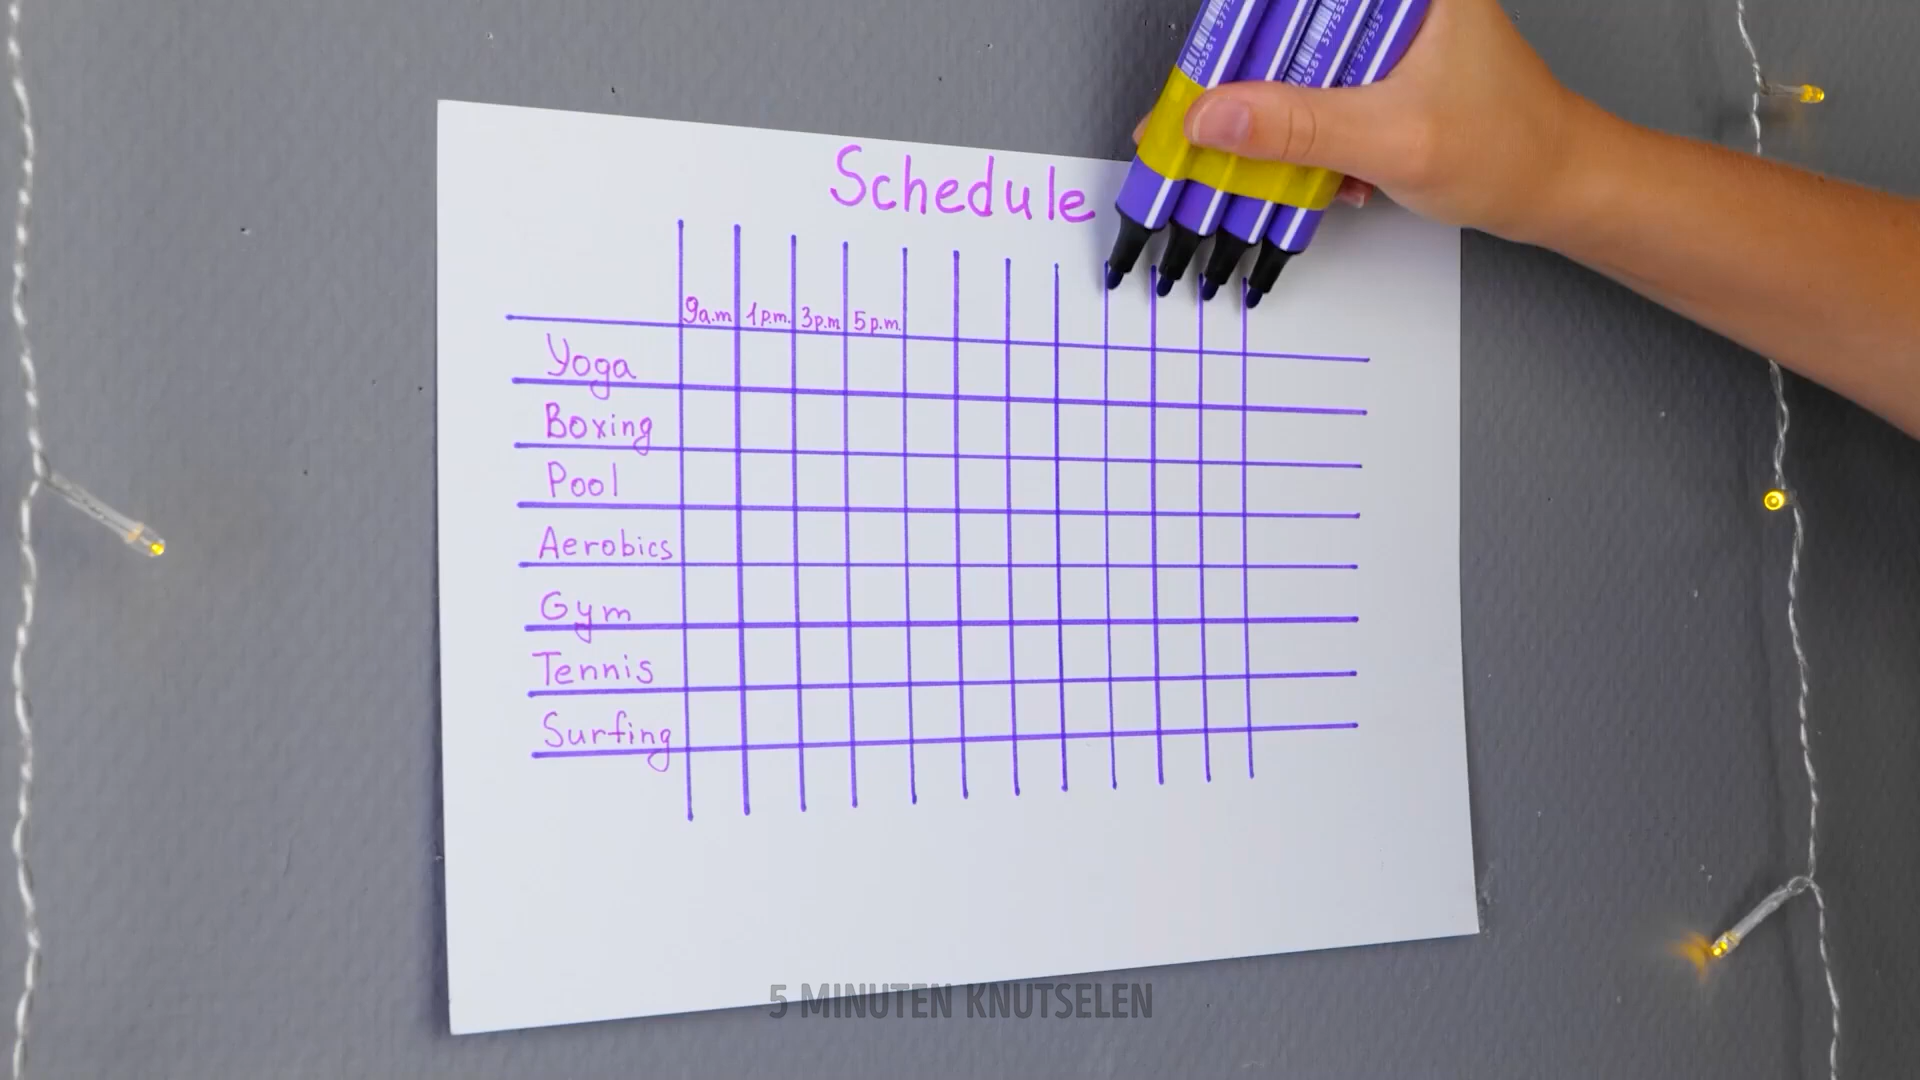 Schedule
9a.m 1p.m. 3p.m 5p.m.
Yoga
Boxing
Pool
Aerobics
Gym
Tennis
Surfing
5 MINUTEN KNUTSELEN